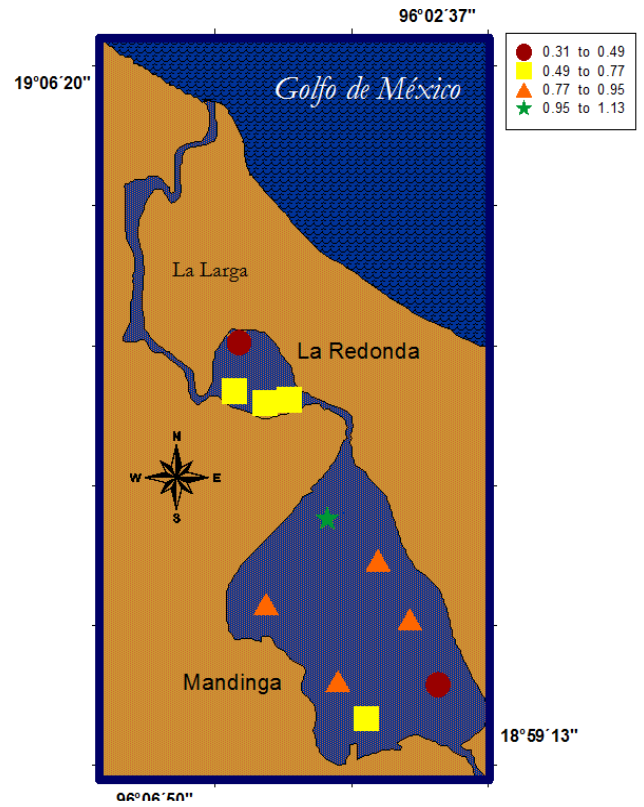 96°02´37"
19°06´20"
Golfo de México
0.31 to 0.49
0.49 to 0.77
0.77 to 0.95
0.95 to 1.13
La Larga
La Redonda
N
W E
S
Mandinga
18°59´13"
96°06´50"